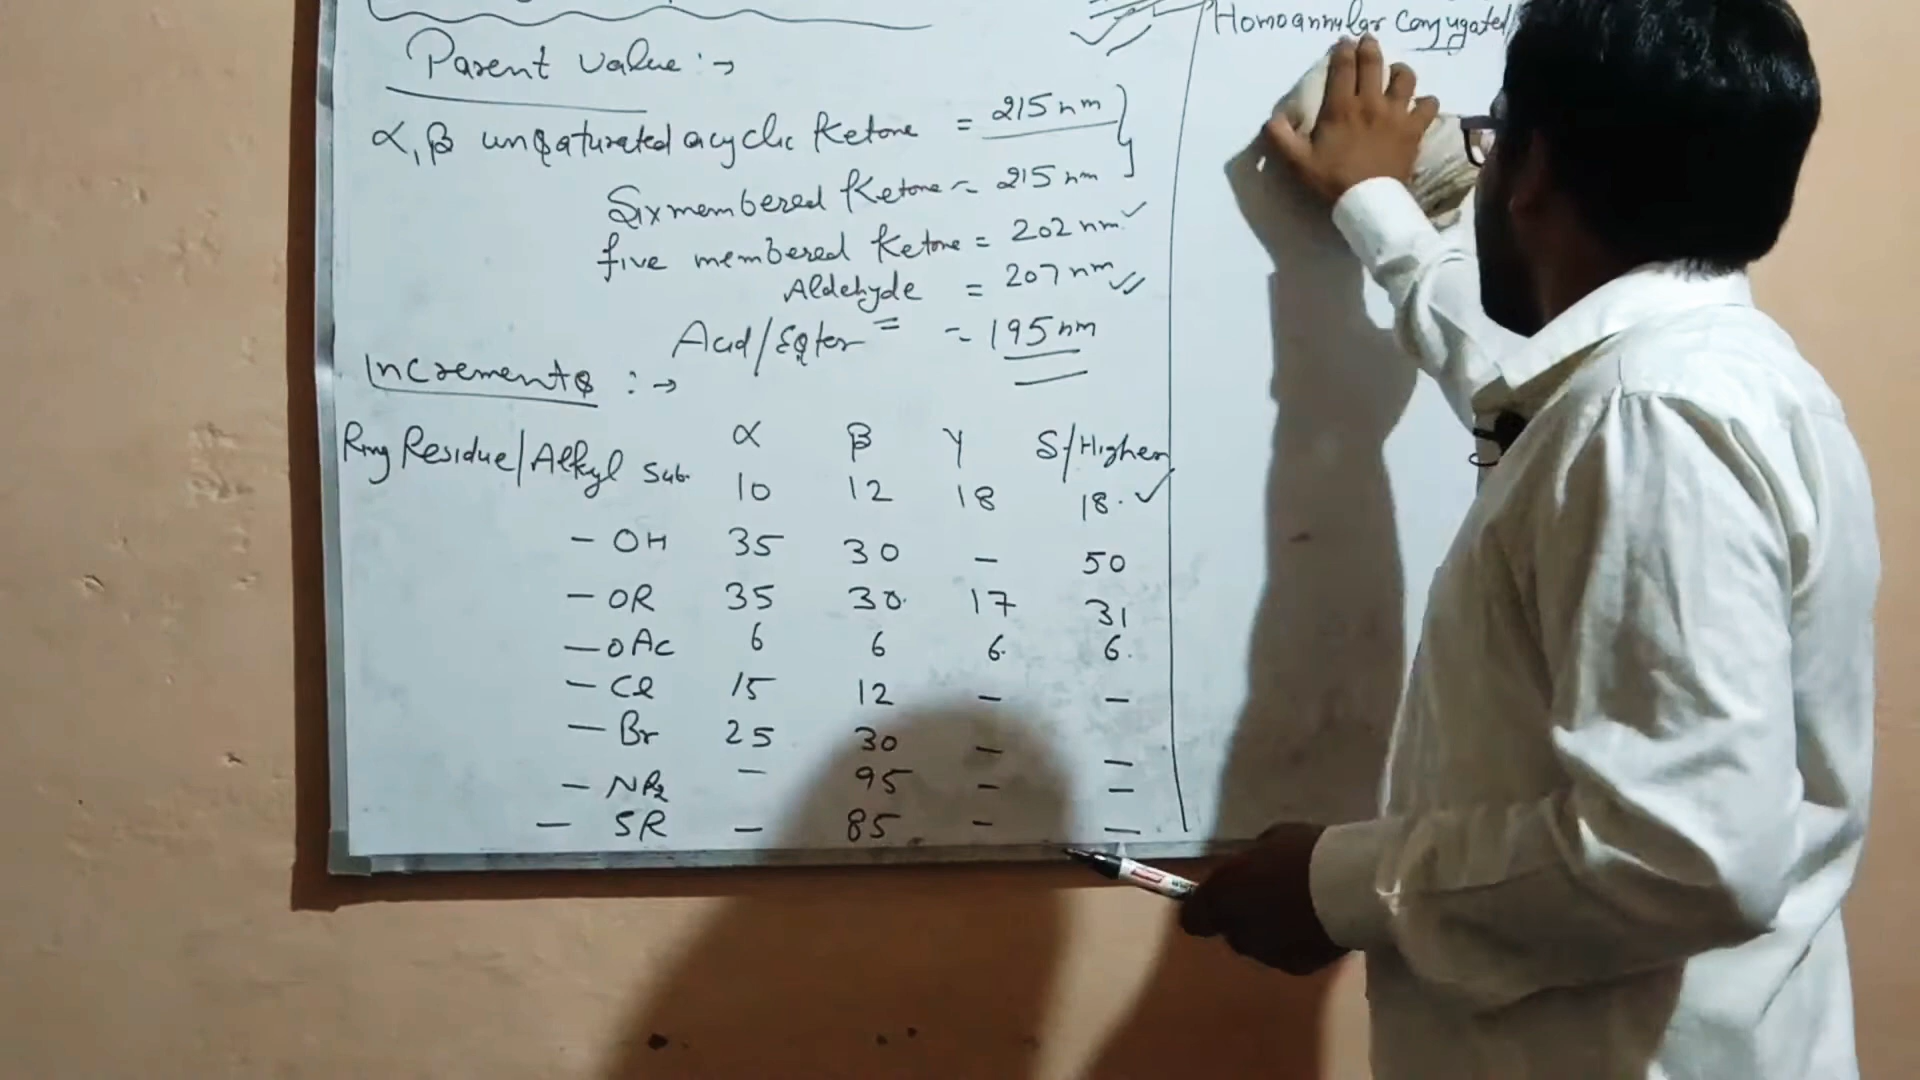 Parent value :→
α, β unsaturated acyclic Ketone = 215 nm
Six membered Ketone = 215 nm
five membered Ketone = 202 nm
Aldehyde = 207 nm
Acid/Ester = 195 nm
Increments :→
α β γ δ/Higher
Ring Residue/Alkyl Sub. 10 12 18 18.
- OH 35 30 - 50
- OR 35 30. 17 31
- OAc 6 6 6. 6.
- Cl 15 12 - -
- Br 25 30 - -
- NR2 - 95 - -
- SR - 85 - -
Homoannular Conjugated